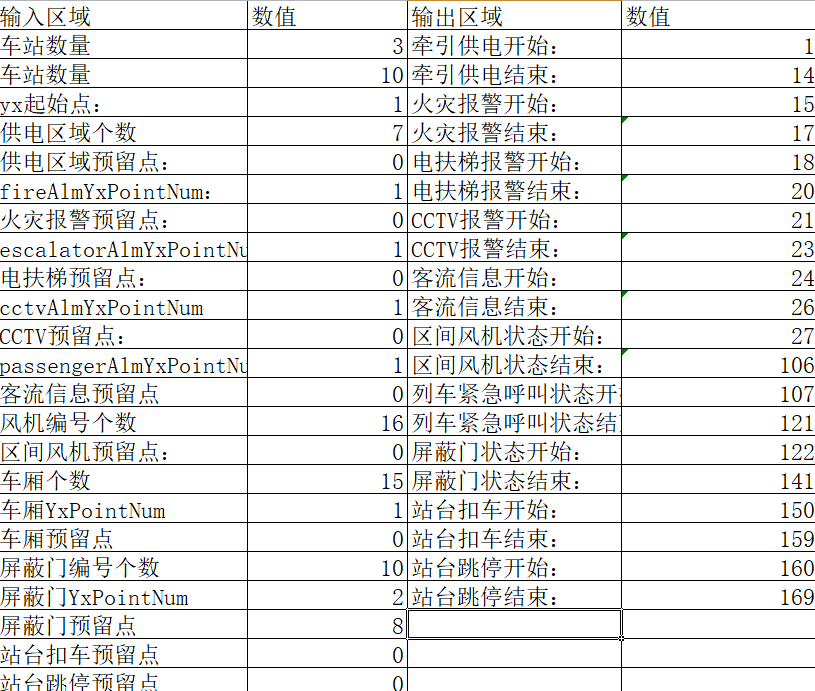 输入区域 数值 输出区域 数值
车站数量 3 牵引供电开始： 1
车站数量 10 牵引供电结束： 14
yx起始点： 1 火灾报警开始： 15
供电区域个数 7 火灾报警结束： 17
供电区域预留点： 0 电扶梯报警开始： 18
fireAlmYxPointNum： 1 电扶梯报警结束： 20
火灾报警预留点： 0 CCTV报警开始： 21
escalatorAlmYxPointNu 1 CCTV报警结束： 23
电扶梯预留点： 0 客流信息开始： 24
cctvAlmYxPointNum 1 客流信息结束： 26
CCTV预留点： 0 区间风机状态开始： 27
passengerAlmYxPointNu 1 区间风机状态结束： 106
客流信息预留点 0 列车紧急呼叫状态开 107
风机编号个数 16 列车紧急呼叫状态结 121
区间风机预留点： 0 屏蔽门状态开始： 122
车厢个数 15 屏蔽门状态结束： 141
车厢YxPointNum 1 站台扣车开始： 150
车厢预留点 0 站台扣车结束： 159
屏蔽门编号个数 10 站台跳停开始： 160
屏蔽门YxPointNum 2 站台跳停结束： 169
屏蔽门预留点 8
站台扣车预留点 0
站台跳停预留点 0